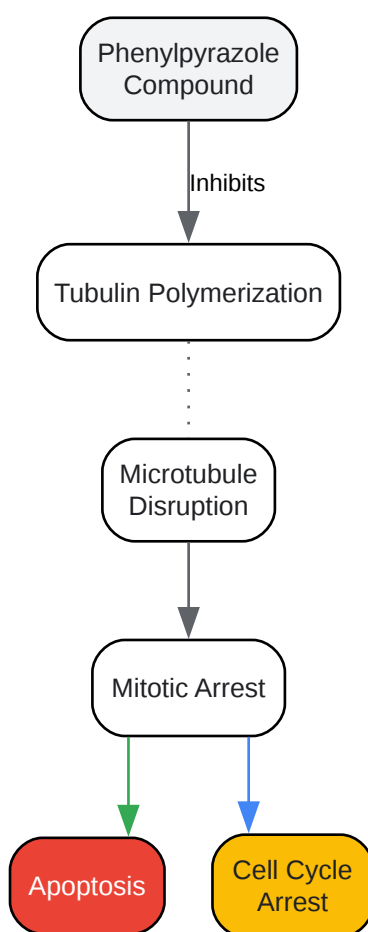 Phenylpyrazole
Compound
Inhibits
Tubulin Polymerization
Microtubule
Disruption
Mitotic Arrest
Apoptosis
Cell Cycle
Arrest